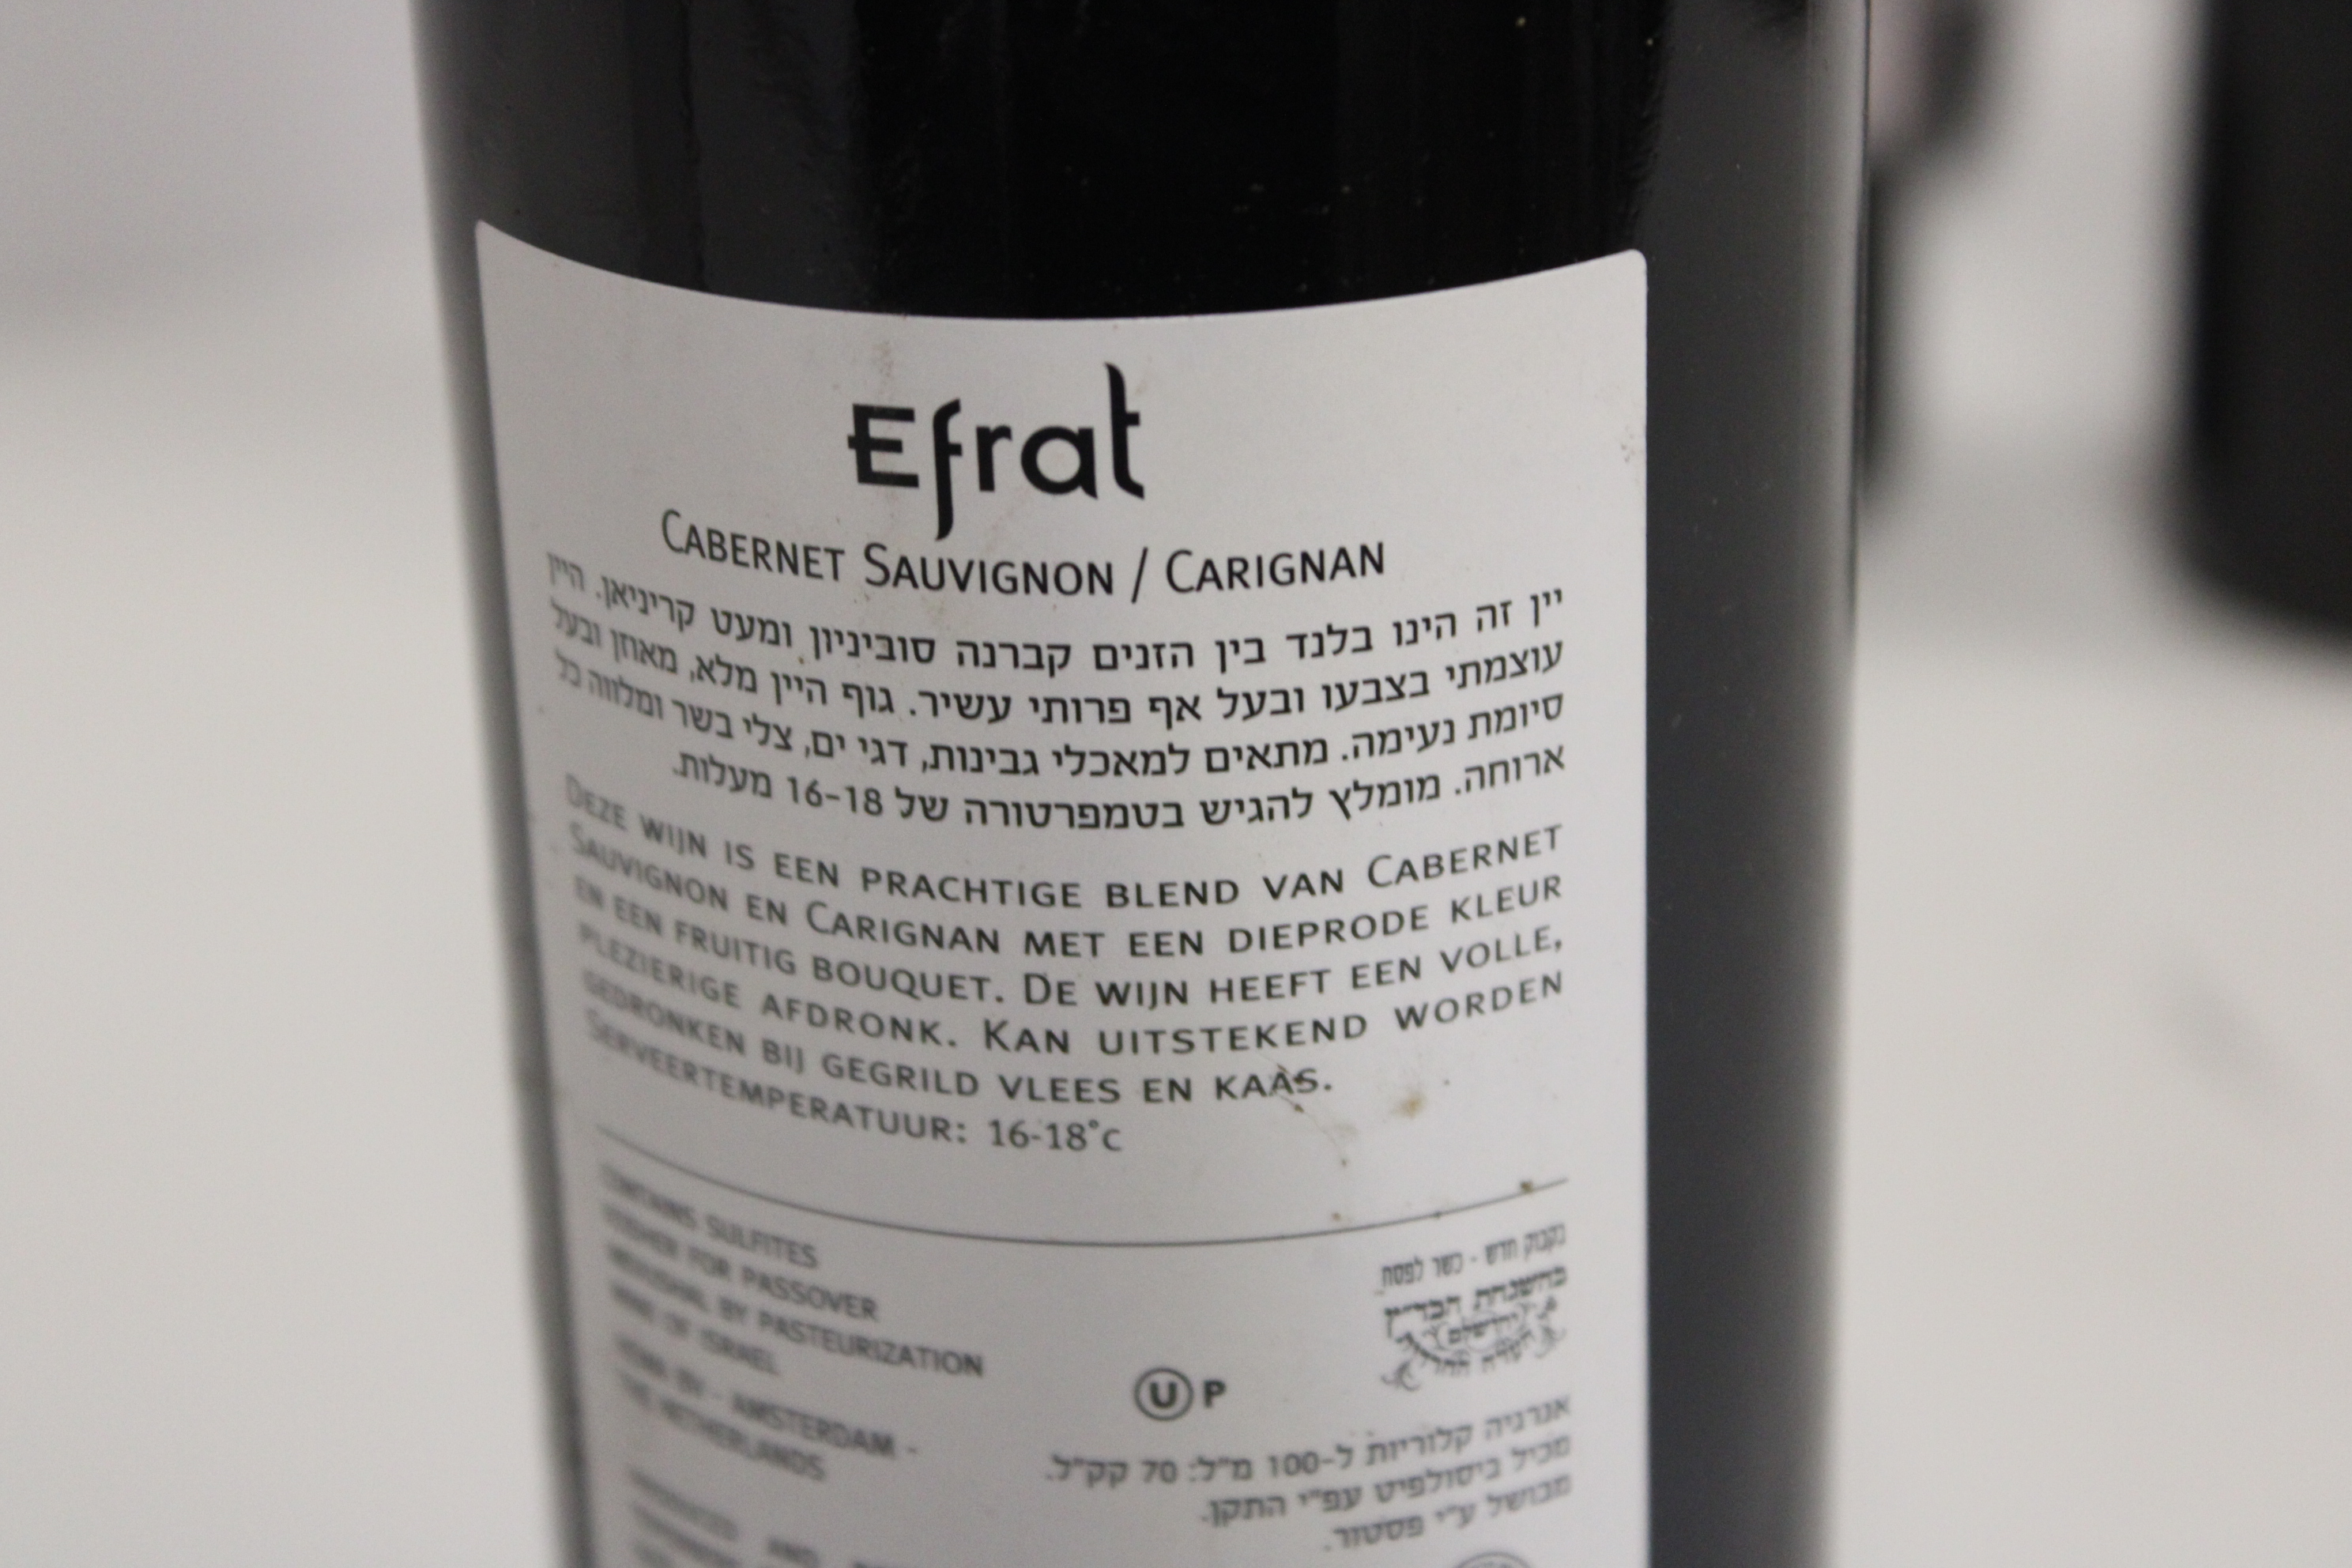 Efrat
Cabernet Sauvignon / Carignan
יין זה הינו בלנד בין הזנים קברנה סוביניון ומעט קריניאן. היין
עוצמתי בצבעו ובעל אף פרותי עשיר. גוף היין מלא, מאוזן ובעל
סיומת נעימה. מתאים למאכלי גבינות, דגי ים, צלי בשר ומלווה כל
ארוחה. מומלץ להגיש בטמפרטורה של 16-18 מעלות.
Deze wijn is een prachtige blend van Cabernet
Sauvignon en Carignan met een dieprode kleur
en een fruitig bouquet. De wijn heeft een volle,
plezierige afdronk. Kan uitstekend worden
gedronken bij gegrild vlees en kaas.
Serveertemperatuur: 16-18°c
Contains sulfites
Kosher for Passover
Mevushal by pasteurization
Wine of Israel
by - Amsterdam -
The Netherlands
and
בקבוק חדש - כשר לפסח
בהשגחת הבד"ץ
ירושלם
U P
אנרגיה קלוריות ל-100 מ"ל: 70 קק"ל.
מכיל ביסולפיט עפ"י התקן.
מבושל ע"י פסטור.